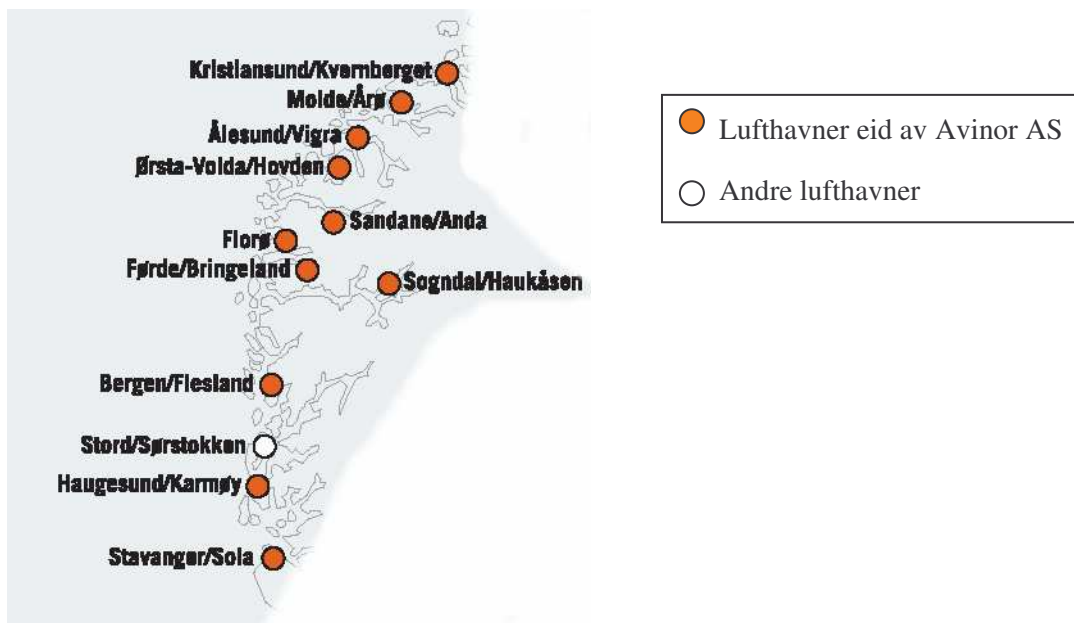 Kristiansund/Kvernberget
Molde/Årø
Ålesund/Vigra
Ørsta-Volda/Hovden
Sandane/Anda
Florø
Førde/Bringeland
Sogndal/Haukåsen
Bergen/Flesland
Stord/Sørstokken
Haugesund/Karmøy
Stavanger/Sola
Lufthavner eid av Avinor AS
Andre lufthavner